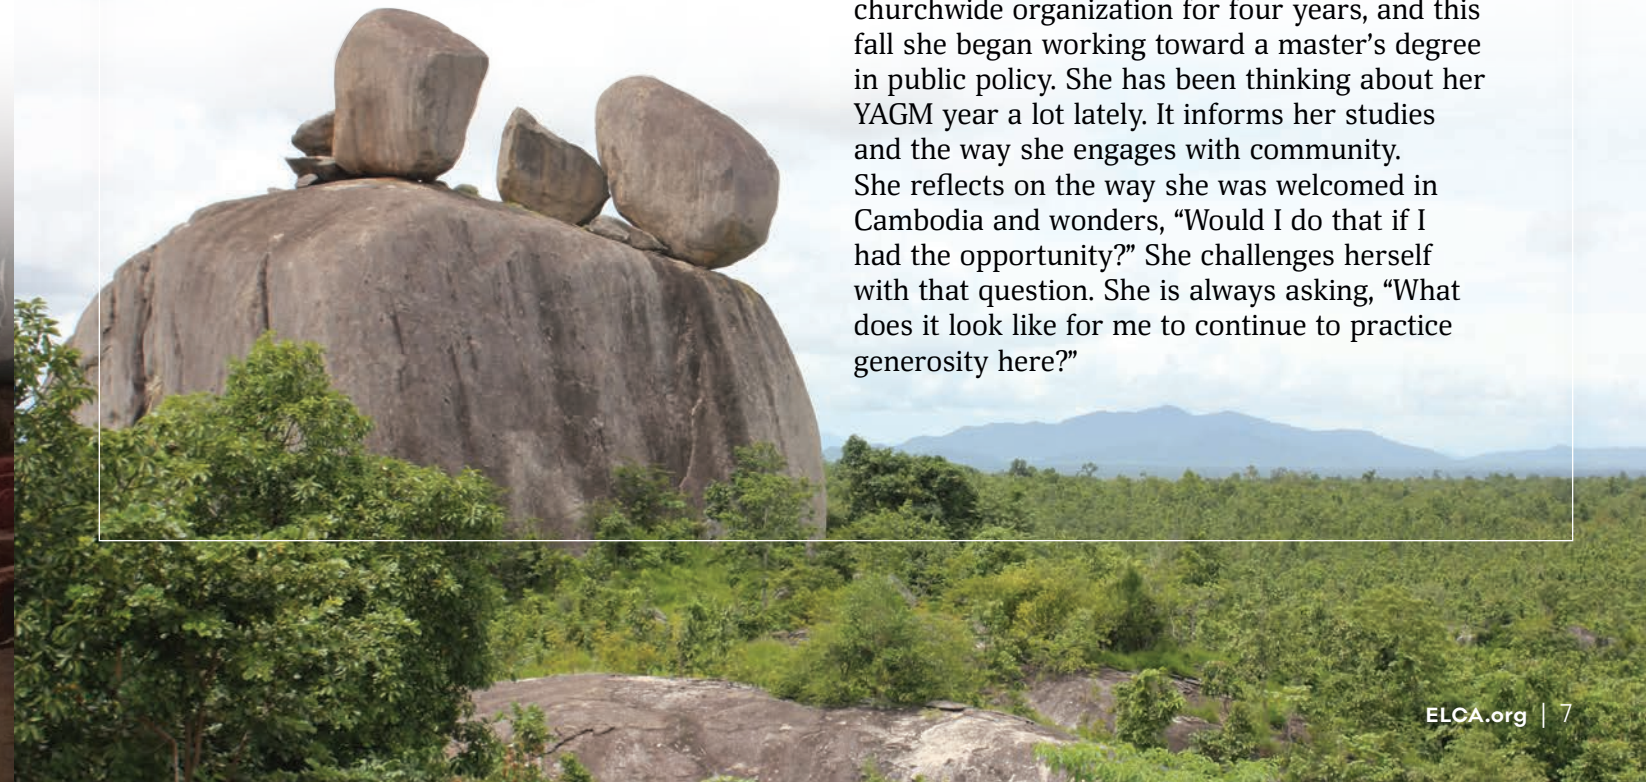 churchwide organization for four years, and this
fall she began working toward a master’s degree
in public policy. She has been thinking about her
YAGM year a lot lately. It informs her studies
and the way she engages with community.
She reflects on the way she was welcomed in
Cambodia and wonders, “Would I do that if I
had the opportunity?” She challenges herself
with that question. She is always asking, “What
does it look like for me to continue to practice
generosity here?”
ELCA.org | 7